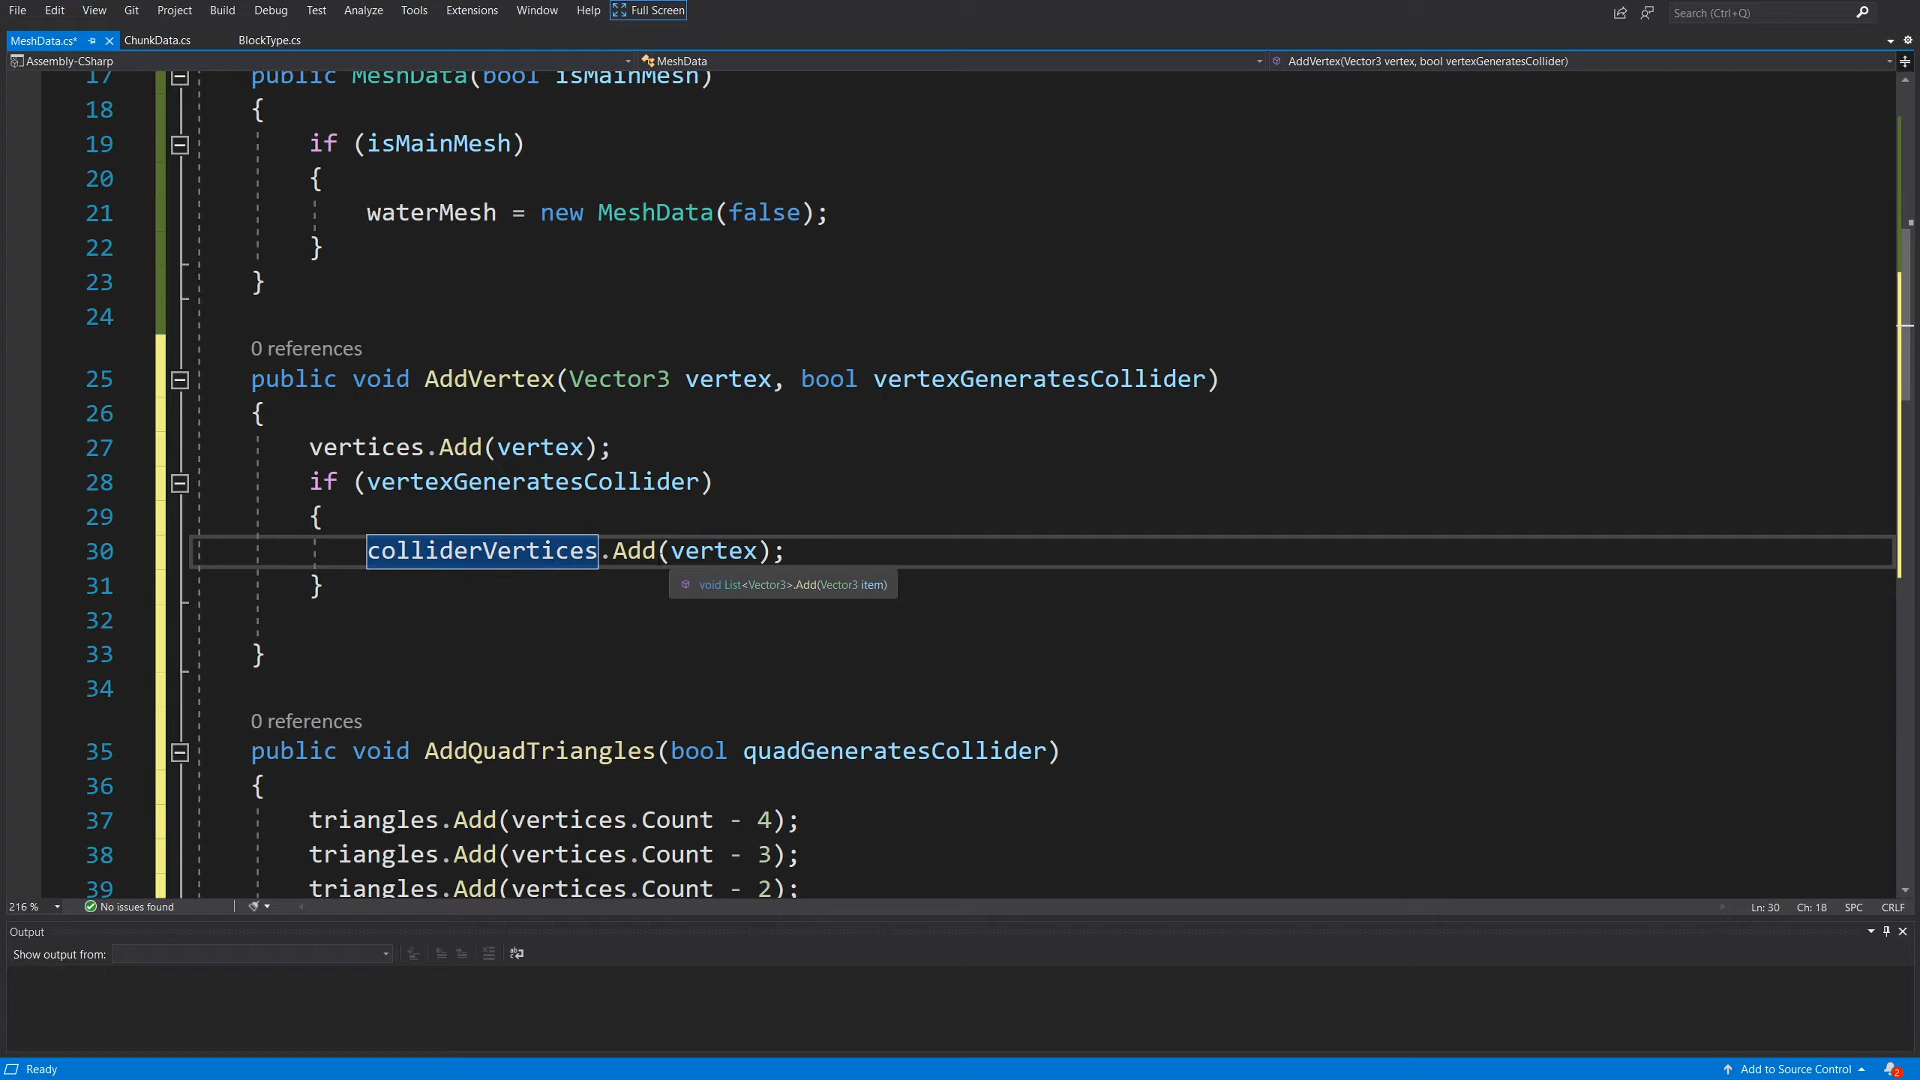 File Edit View Git Project Build Debug Test Analyze Tools Extensions Window Help Full Screen Search (Ctrl+Q)
MeshData.cs* ChunkData.cs BlockType.cs
Assembly-CSharp MeshData AddVertex(Vector3 vertex, bool vertexGeneratesCollider)
17 public MeshData(bool isMainMesh)
18 {
19 if (isMainMesh)
20 {
21 waterMesh = new MeshData(false);
22 }
23 }
24
0 references
25 public void AddVertex(Vector3 vertex, bool vertexGeneratesCollider)
26 {
27 vertices.Add(vertex);
28 if (vertexGeneratesCollider)
29 {
30 colliderVertices.Add(vertex);
void List<Vector3>.Add(Vector3 item)
31 }
32
33 }
34
0 references
35 public void AddQuadTriangles(bool quadGeneratesCollider)
36 {
37 triangles.Add(vertices.Count - 4);
38 triangles.Add(vertices.Count - 3);
39 triangles.Add(vertices.Count - 2);
216 % No issues found Ln: 30 Ch: 18 SPC CRLF
Output
Show output from:
Ready Add to Source Control 2